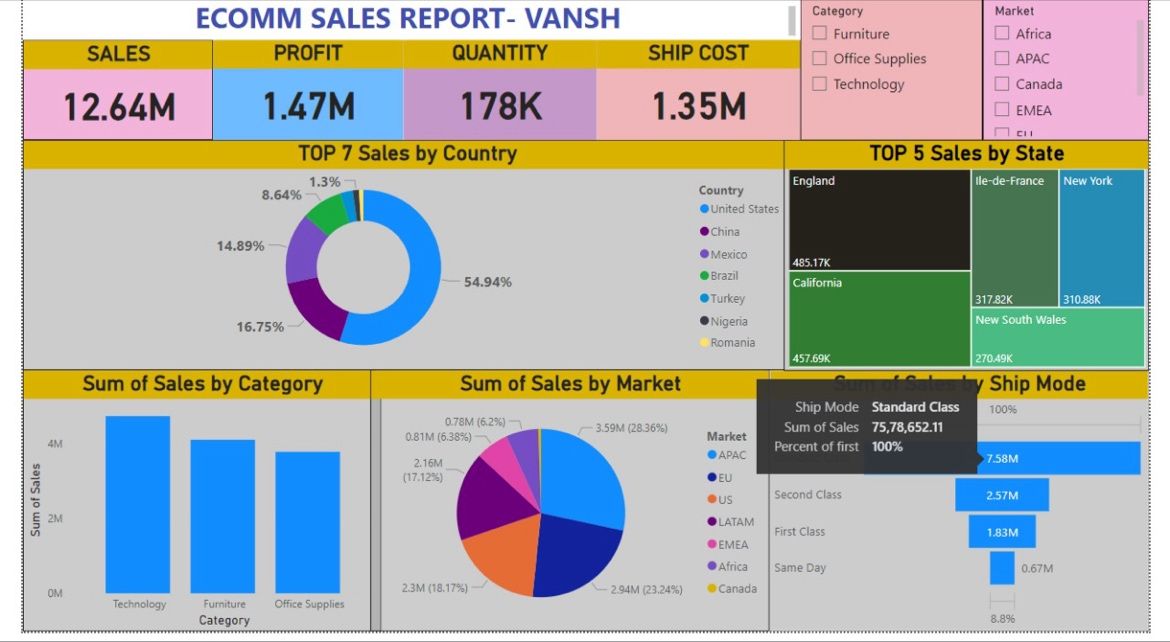 ECOMM SALES REPORT- VANSH
SALES
12.64M
PROFIT
1.47M
QUANTITY
178K
SHIP COST
1.35M
Category
Furniture
Office Supplies
Technology
Market
Africa
APAC
Canada
EMEA
EU
TOP 7 Sales by Country
1.3%
8.64%
14.89%
16.75%
54.94%
Country
United States
China
Mexico
Brazil
Turkey
Nigeria
Romania
TOP 5 Sales by State
England
485.17K
California
457.69K
Ile-de-France
317.82K
New York
310.88K
New South Wales
270.49K
Sum of Sales by Category
Sum of Sales
4M
2M
0M
Technology
Furniture
Office Supplies
Category
Sum of Sales by Market
0.78M (6.2%)
0.81M (6.38%)
2.16M
(17.12%)
2.3M (18.17%)
3.59M (28.36%)
2.94M (23.24%)
Market
APAC
EU
US
LATAM
EMEA
Africa
Canada
Sum of Sales by Ship Mode
Ship Mode Standard Class
Sum of Sales 75,78,652.11
Percent of first 100%
100%
7.58M
Second Class
2.57M
First Class
1.83M
Same Day
0.67M
8.8%